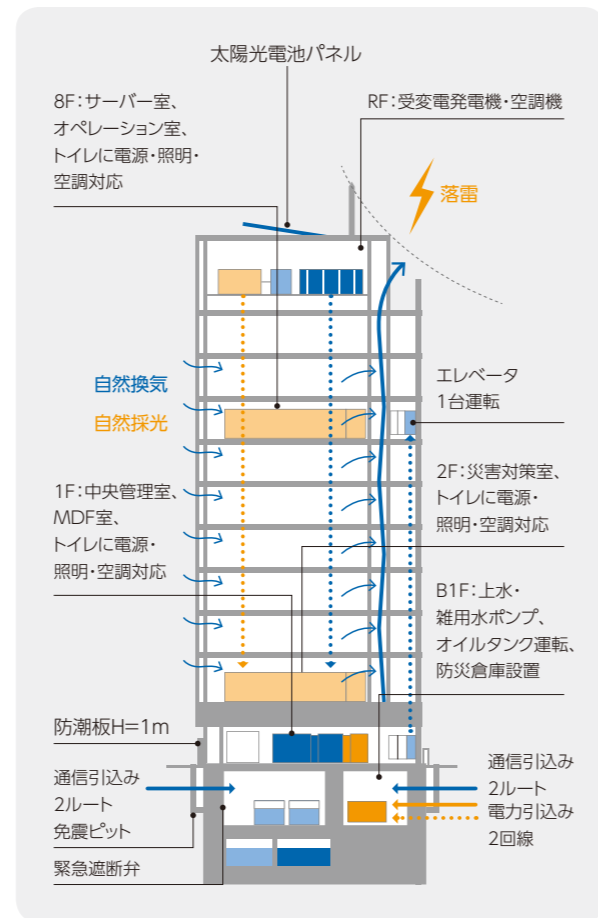 太陽光電池パネル
8F：サーバー室、
オペレーション室、
トイレに電源・照明・
空調対応
RF：受変電発電機・空調機
落雷
自然換気
自然採光
エレベータ
1台運転
1F：中央管理室、
MDF室、
トイレに電源・
照明・空調対応
2F：災害対策室、
トイレに電源・
照明・空調対応
B1F：上水・
雑用水ポンプ、
オイルタンク運転、
防災倉庫設置
防潮板H＝1m
通信引込み
2ルート
免震ピット
緊急遮断弁
通信引込み
2ルート
電力引込み
2回線